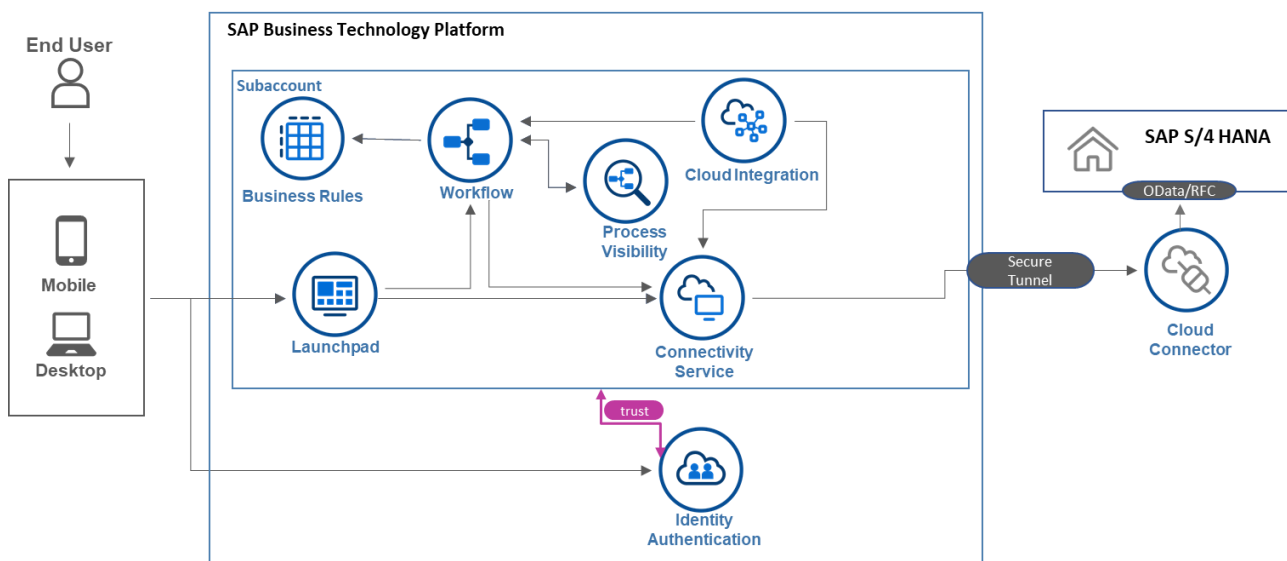 SAP Business Technology Platform
End User
Subaccount
Business Rules
Workflow
Cloud Integration
Process
Visibility
SAP S/4 HANA
OData/RFC
Mobile
Desktop
Launchpad
Connectivity
Service
Secure
Tunnel
Cloud
Connector
trust
Identity
Authentication